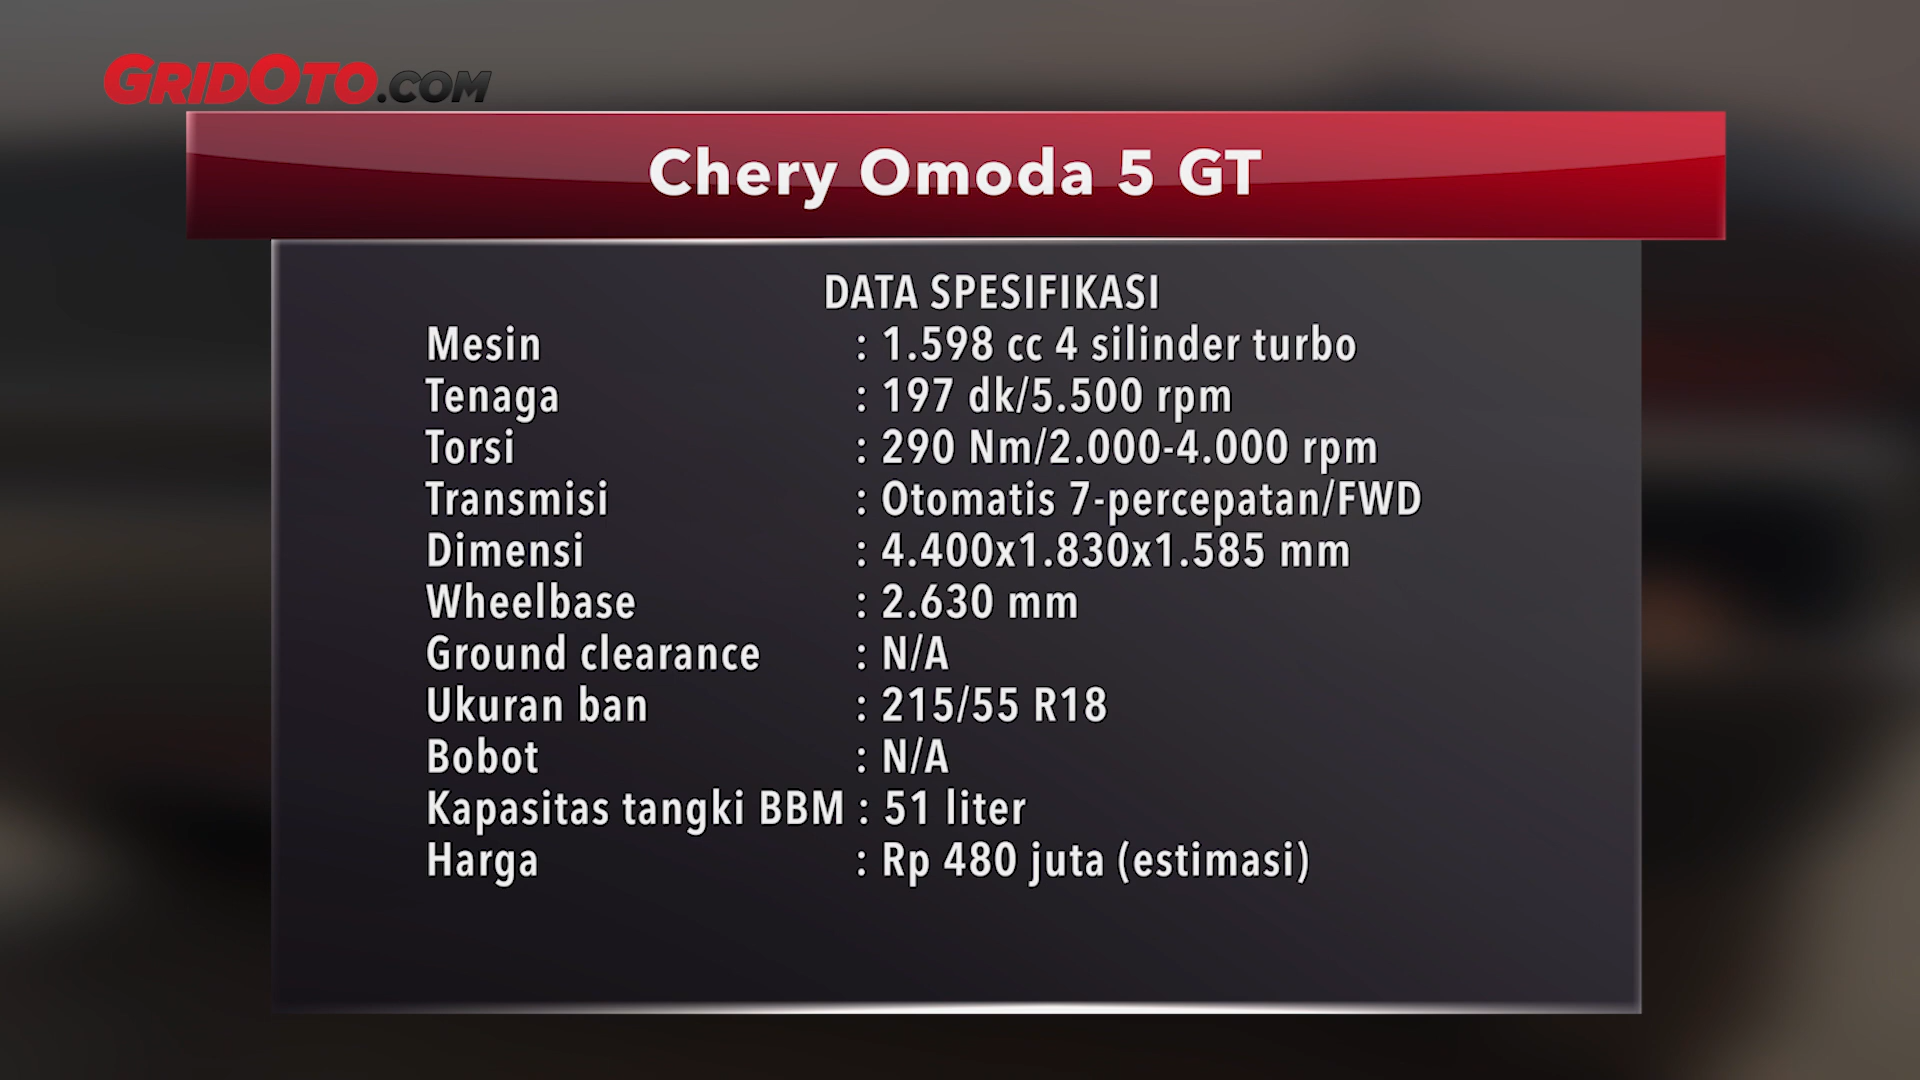 GRIDOTO.COM
Chery Omoda 5 GT
DATA SPESIFIKASI
Mesin : 1.598 cc 4 silinder turbo
Tenaga : 197 dk/5.500 rpm
Torsi : 290 Nm/2.000-4.000 rpm
Transmisi : Otomatis 7-percepatan/FWD
Dimensi : 4.400x1.830x1.585 mm
Wheelbase : 2.630 mm
Ground clearance : N/A
Ukuran ban : 215/55 R18
Bobot : N/A
Kapasitas tangki BBM : 51 liter
Harga : Rp 480 juta (estimasi)